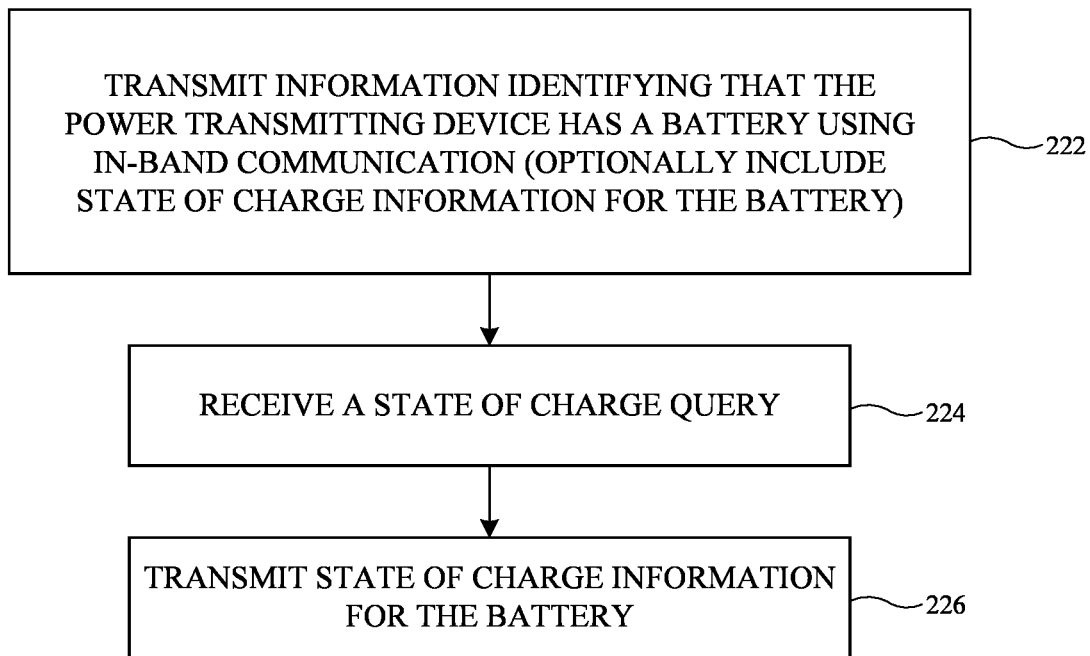 TRANSMIT INFORMATION IDENTIFYING THAT THE
POWER TRANSMITTING DEVICE HAS A BATTERY USING
IN-BAND COMMUNICATION (OPTIONALLY INCLUDE
STATE OF CHARGE INFORMATION FOR THE BATTERY)
222
RECEIVE A STATE OF CHARGE QUERY
224
TRANSMIT STATE OF CHARGE INFORMATION
FOR THE BATTERY
226